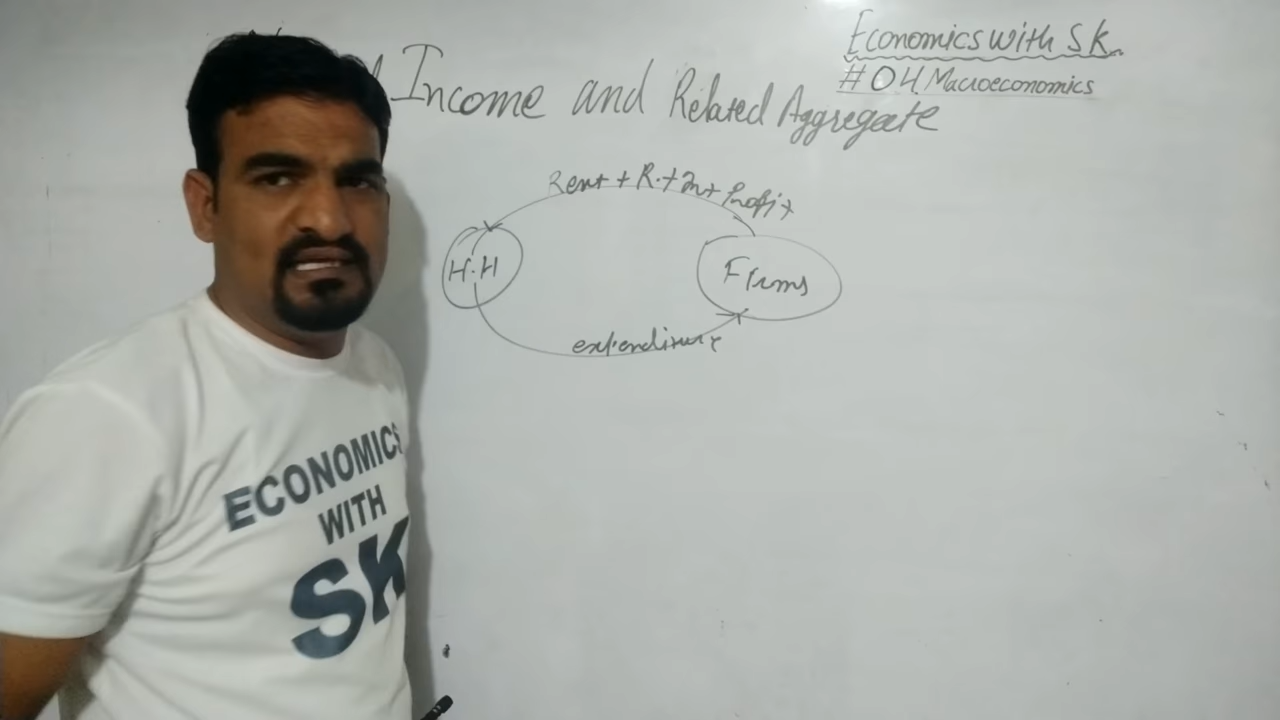 Economics with SK
#04 Macroeconomics
Income and Related Aggregate
Rent + R. + In + Profit
H.H
Firms
expenditure
ECONOMICS
WITH
SK